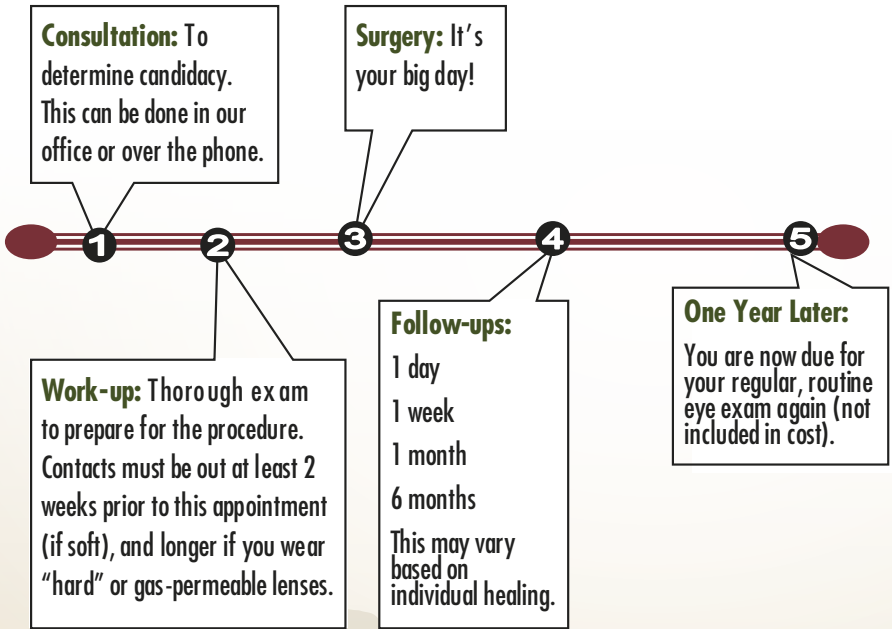 Consultation: To
determine candidacy.
This can be done in our
office or over the phone.
Surgery: It's
your big day!
1
2
3
4
5
Work-up: Thorough exam
to prepare for the procedure.
Contacts must be out at least 2
weeks prior to this appointment
(if soft), and longer if you wear
“hard” or gas-permeable lenses.
Follow-ups:
1 day
1 week
1 month
6 months
This may vary
based on
individual healing.
One Year Later:
You are now due for
your regular, routine
eye exam again (not
included in cost).